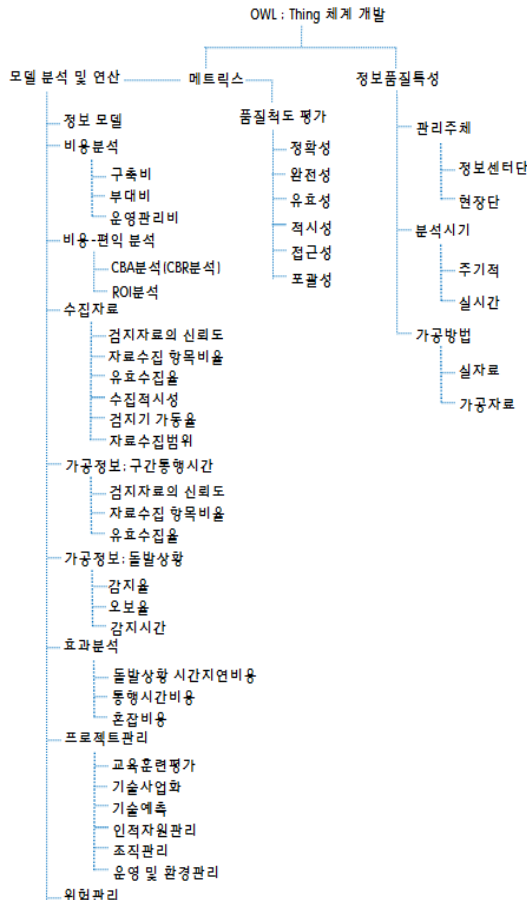 OWL : Thing 체계 개발
모델 분석 및 연산
메트릭스
정보품질특성
정보 모델
비용분석
구축비
부대비
운영관리비
비용-편익 분석
CBA분석(CBR분석)
ROI분석
수집자료
검지자료의 신뢰도
자료수집 항목비율
유효수집율
수집적시성
검지기 가동율
자료수집범위
가공정보: 구간통행시간
검지자료의 신뢰도
자료수집 항목비율
유효수집율
가공정보: 돌발상황
감지율
오보율
감지시간
효과분석
돌발상황 시간지연비용
통행시간비용
혼잡비용
프로젝트관리
교육훈련평가
기술사업화
기술예측
인적자원관리
조직관리
운영 및 환경관리
위험관리
품질척도 평가
정확성
완전성
유효성
적시성
접근성
포괄성
관리주체
정보센터단
현장단
분석시기
주기적
실시간
가공방법
실자료
가공자료